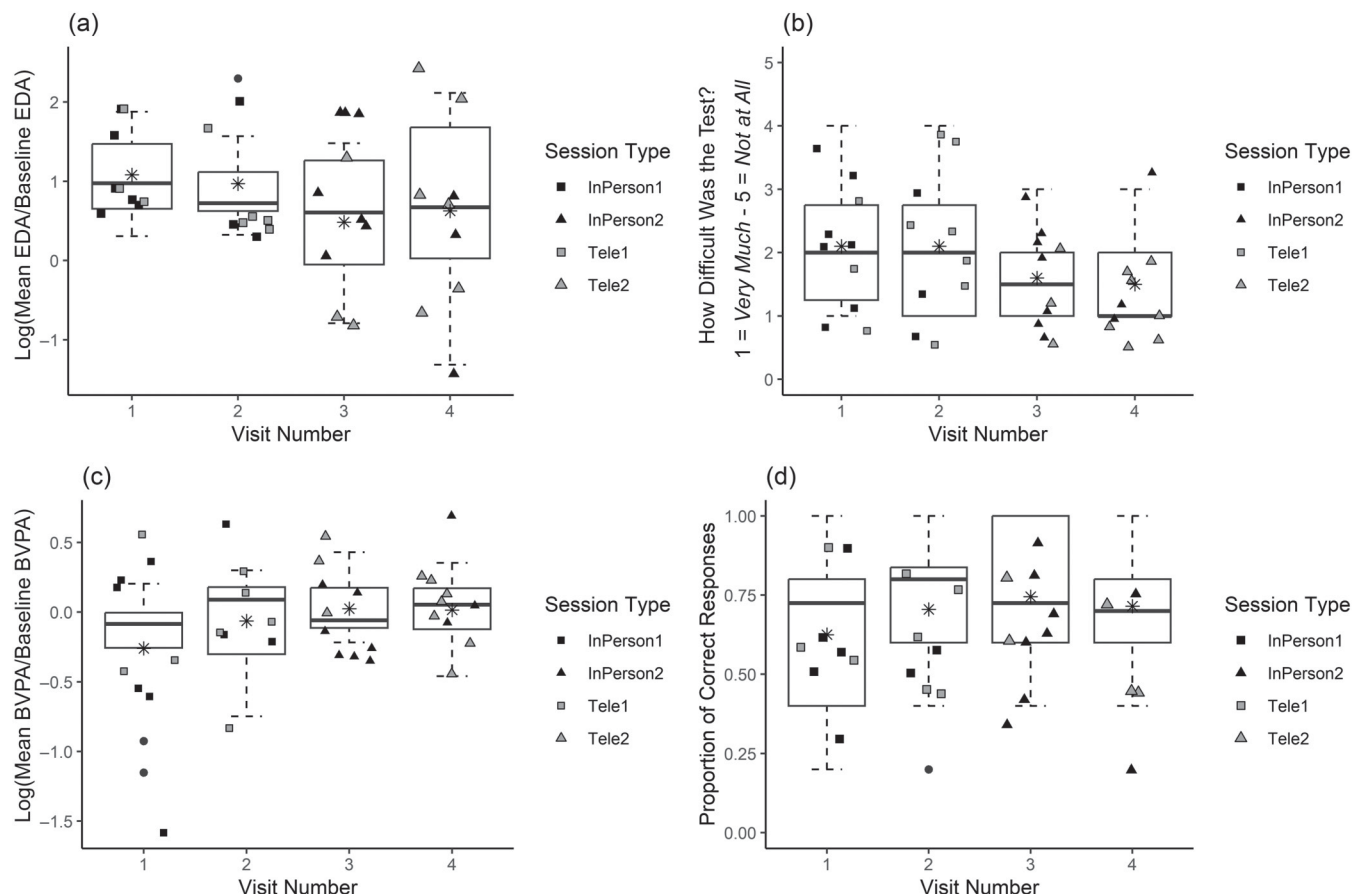 (a)
Log(Mean EDA/Baseline EDA)
2
1
0
−1
1 2 3 4
Visit Number
Session Type
InPerson1
InPerson2
Tele1
Tele2
(b)
How Difficult Was the Test?
1 = Very Much - 5 = Not at All
5
4
3
2
1
0
1 2 3 4
Visit Number
Session Type
InPerson1
InPerson2
Tele1
Tele2
(c)
Log(Mean BVPA/Baseline BVPA)
0.5
0.0
−0.5
−1.0
−1.5
1 2 3 4
Visit Number
Session Type
InPerson1
InPerson2
Tele1
Tele2
(d)
Proportion of Correct Responses
1.00
0.75
0.50
0.25
0.00
1 2 3 4
Visit Number
Session Type
InPerson1
InPerson2
Tele1
Tele2